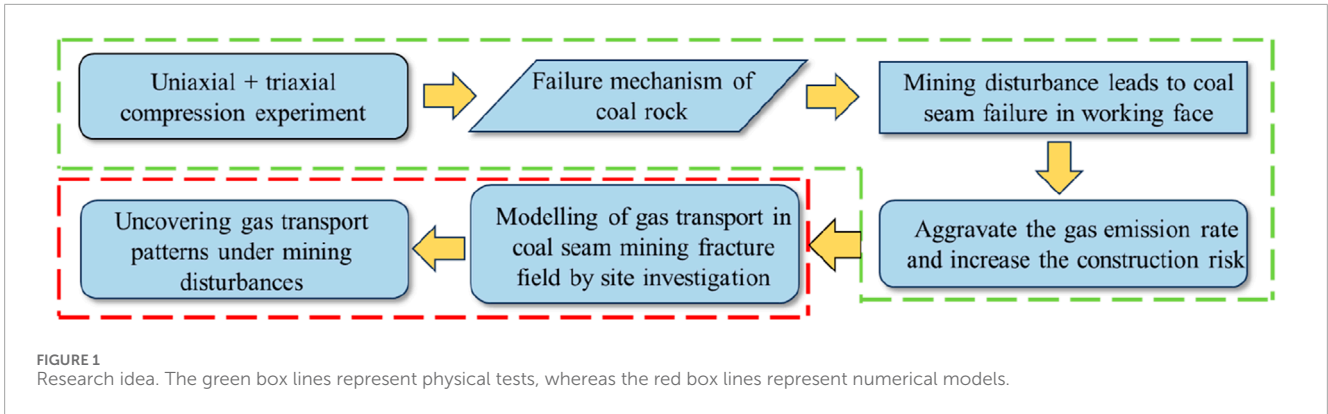 Uniaxial + triaxial
compression experiment
Failure mechanism of
coal rock
Mining disturbance leads to coal
seam failure in working face
Uncovering gas transport
patterns under mining
disturbances
Modelling of gas transport in
coal seam mining fracture
field by site investigation
Aggravate the gas emission rate
and increase the construction risk
FIGURE 1
Research idea. The green box lines represent physical tests, whereas the red box lines represent numerical models.